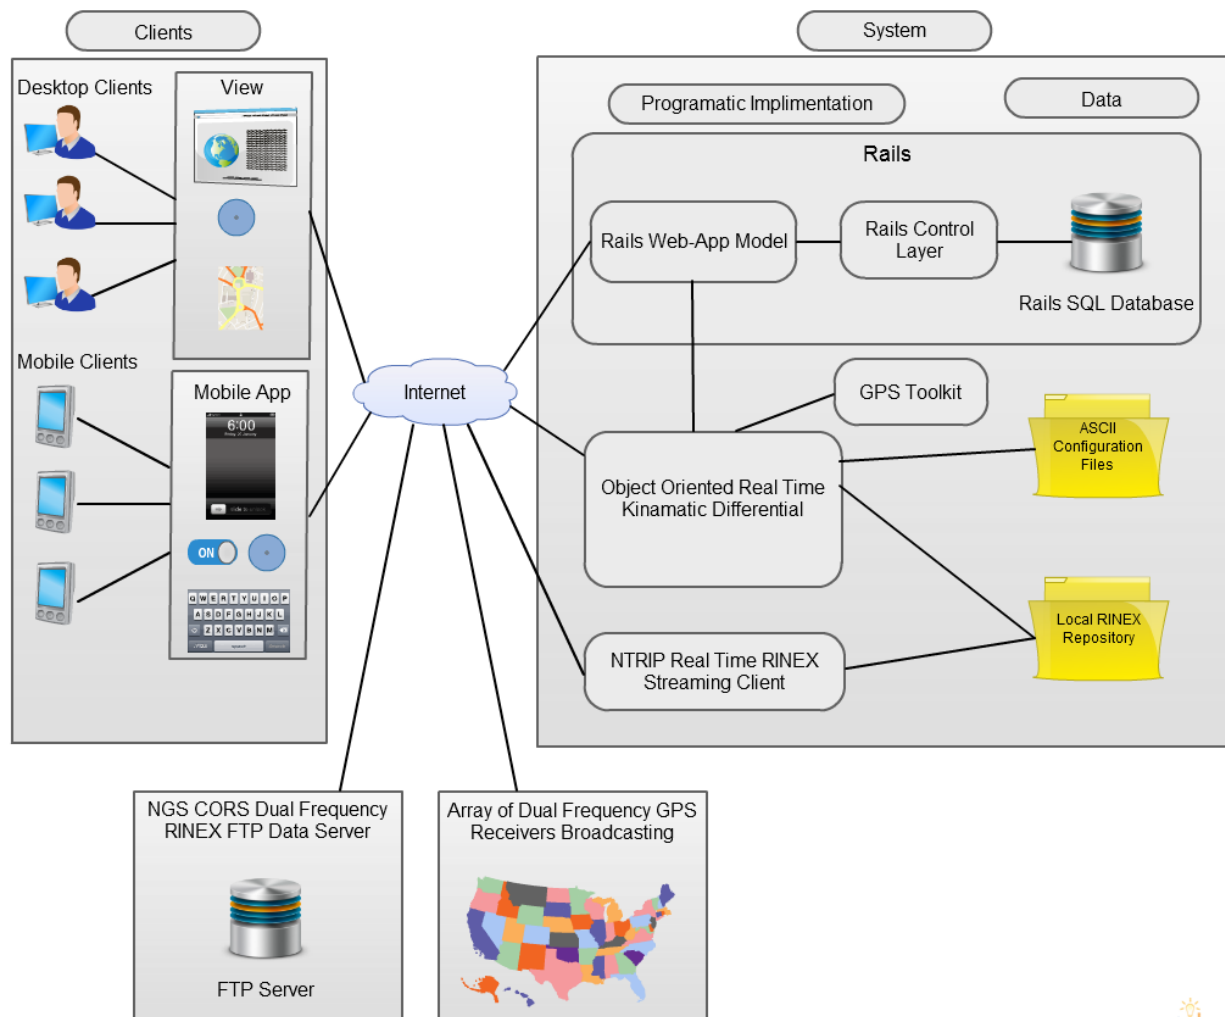 Clients
System
Desktop Clients
View
Programatic Implimentation
Data
Rails
Rails Web-App Model
Rails Control
Layer
Rails SQL Database
Mobile Clients
Mobile App
6:00
Internet
GPS Toolkit
ASCII
Configuration
Files
Object Oriented Real Time
Kinamatic Differential
ON
Q W E R T Y U I O P
A S D F G H J K L
Z X C V B N M
Local RINEX
Repository
NTRIP Real Time RINEX
Streaming Client
NGS CORS Dual Frequency
RINEX FTP Data Server
Array of Dual Frequency GPS
Receivers Broadcasting
FTP Server